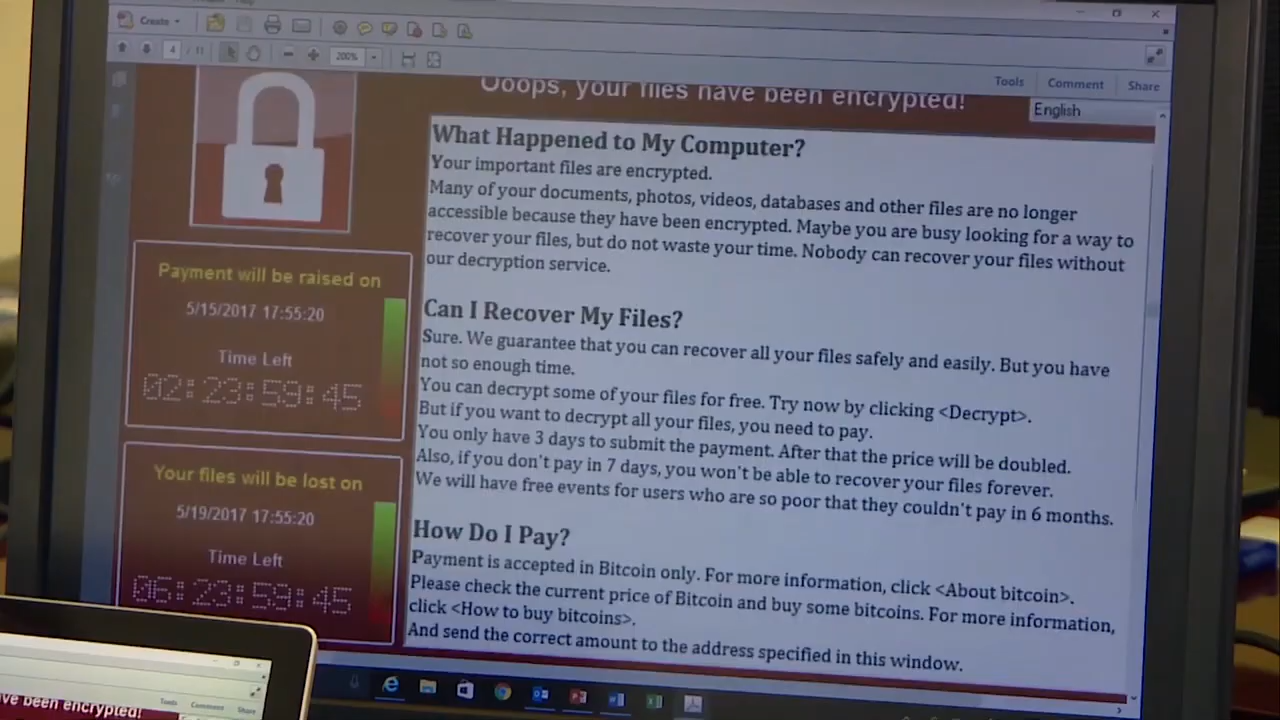 Create
4 / 11
200%
Tools
Comment
Share
Ooops, your files have been encrypted!
English
What Happened to My Computer?
Your important files are encrypted.
Many of your documents, photos, videos, databases and other files are no longer
accessible because they have been encrypted. Maybe you are busy looking for a way to
recover your files, but do not waste your time. Nobody can recover your files without
our decryption service.
Can I Recover My Files?
Sure. We guarantee that you can recover all your files safely and easily. But you have
not so enough time.
You can decrypt some of your files for free. Try now by clicking <Decrypt>.
But if you want to decrypt all your files, you need to pay.
You only have 3 days to submit the payment. After that the price will be doubled.
Also, if you don't pay in 7 days, you won't be able to recover your files forever.
We will have free events for users who are so poor that they couldn't pay in 6 months.
How Do I Pay?
Payment is accepted in Bitcoin only. For more information, click <About bitcoin>.
Please check the current price of Bitcoin and buy some bitcoins. For more information,
click <How to buy bitcoins>.
And send the correct amount to the address specified in this window.
Payment will be raised on
5/15/2017 17:55:20
Time Left
02:23:59:45
Your files will be lost on
5/19/2017 17:55:20
Time Left
06:23:59:45
Tools
Comment
Share
ve been encrypted!